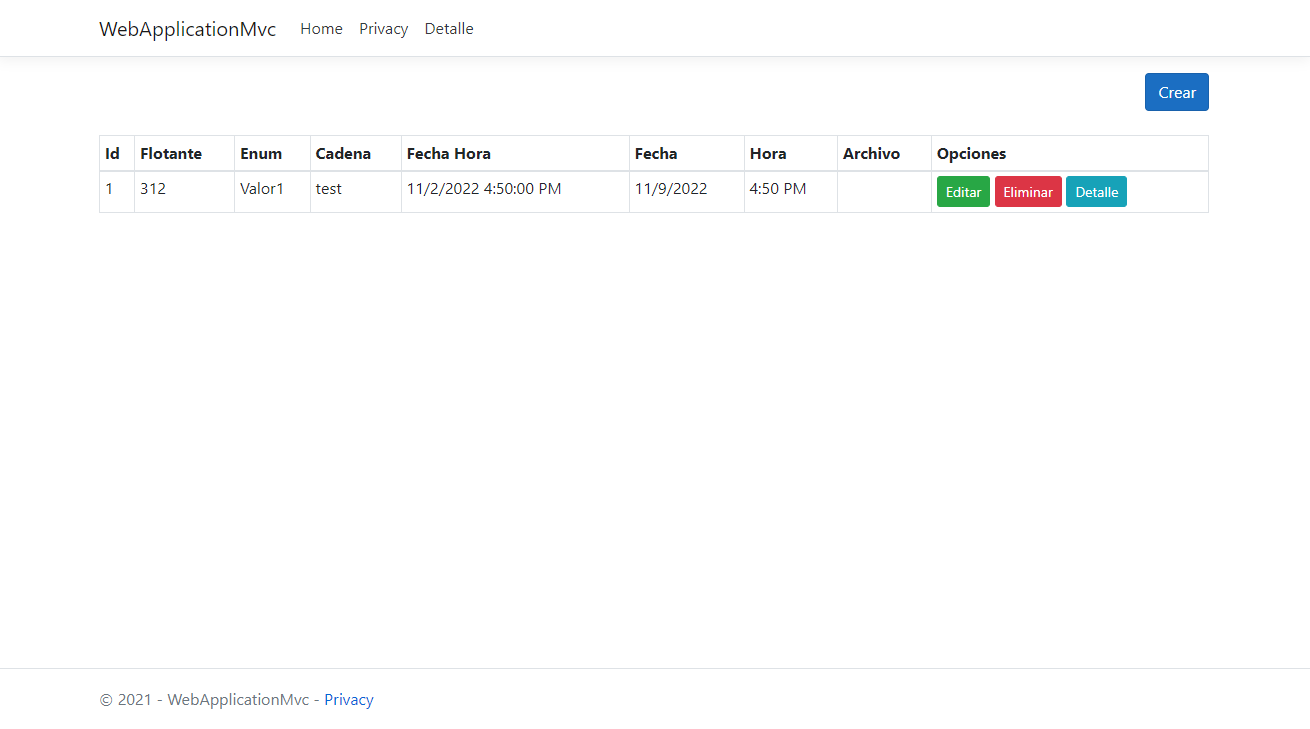 WebApplicationMvc Home Privacy Detalle
Crear
Id Flotante Enum Cadena Fecha Hora Fecha Hora Archivo Opciones
1 312 Valor1 test 11/2/2022 4:50:00 PM 11/9/2022 4:50 PM Editar Eliminar Detalle
© 2021 - WebApplicationMvc - Privacy